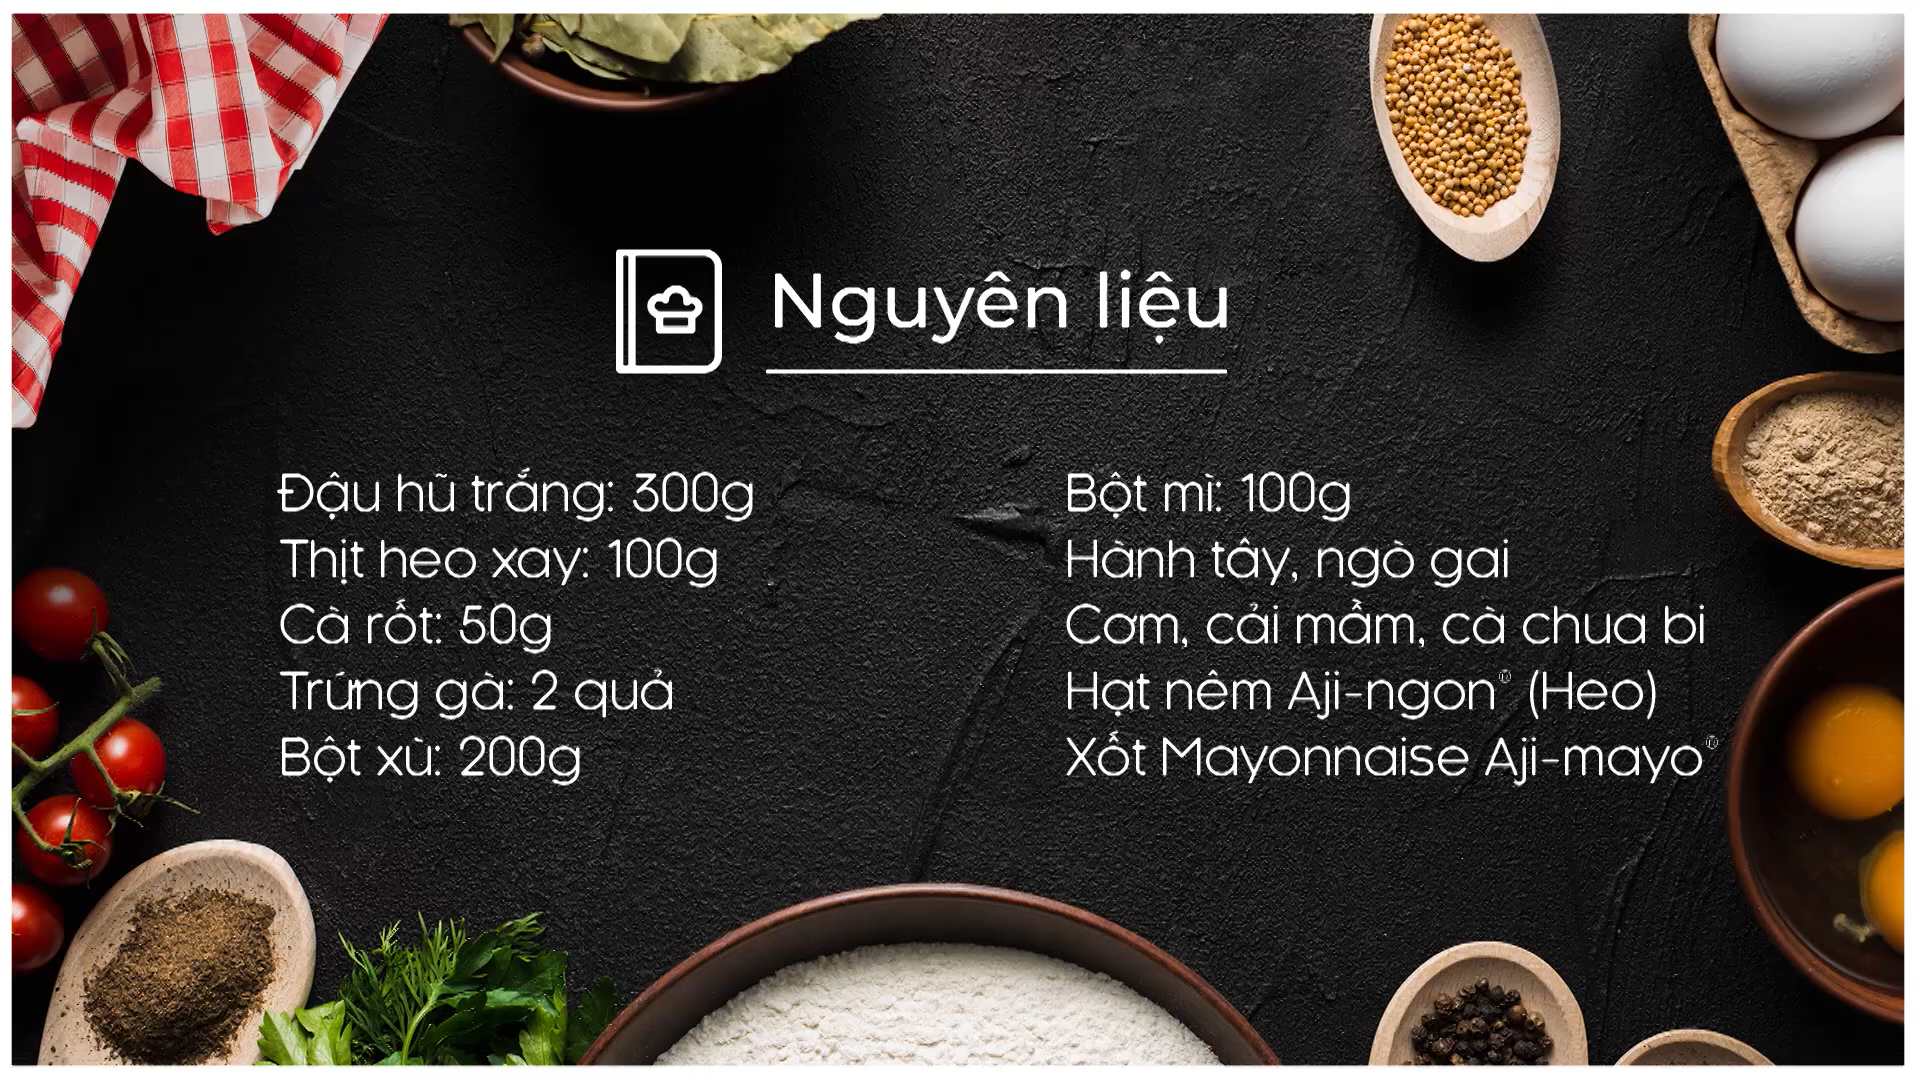 Nguyên liệu
Đậu hũ trắng: 300g
Thịt heo xay: 100g
Cà rốt: 50g
Trứng gà: 2 quả
Bột xù: 200g
Bột mì: 100g
Hành tây, ngò gai
Cơm, cải mầm, cà chua bi
Hạt nêm Aji-ngon® (Heo)
Xốt Mayonnaise Aji-mayo®